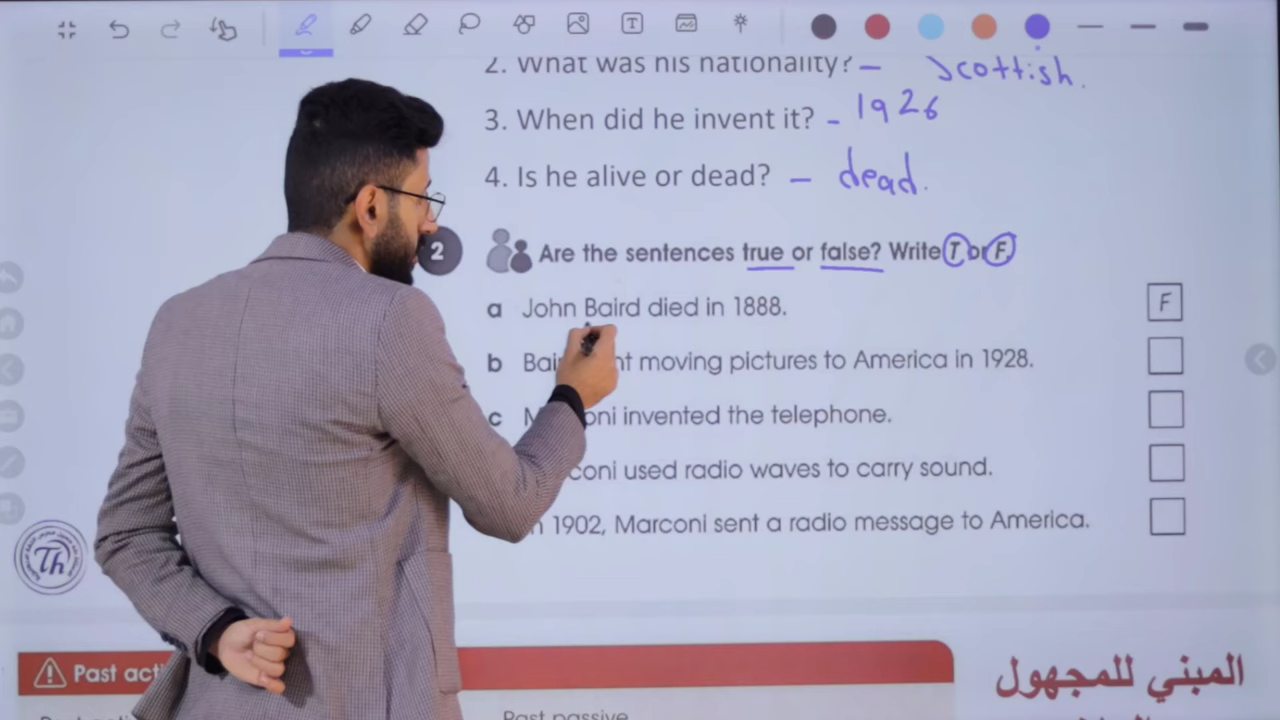 2. What was his nationality? – Scottish.
3. When did he invent it? - 1926
4. Is he alive or dead? – dead.
2 Are the sentences true or false? Write T or F.
a John Baird died in 1888. F
b moving pictures to America in 1928.
c invented the telephone.
used radio waves to carry sound.
1902, Marconi sent a radio message to America.
Th
Past
المبني للمجهول
Past passive